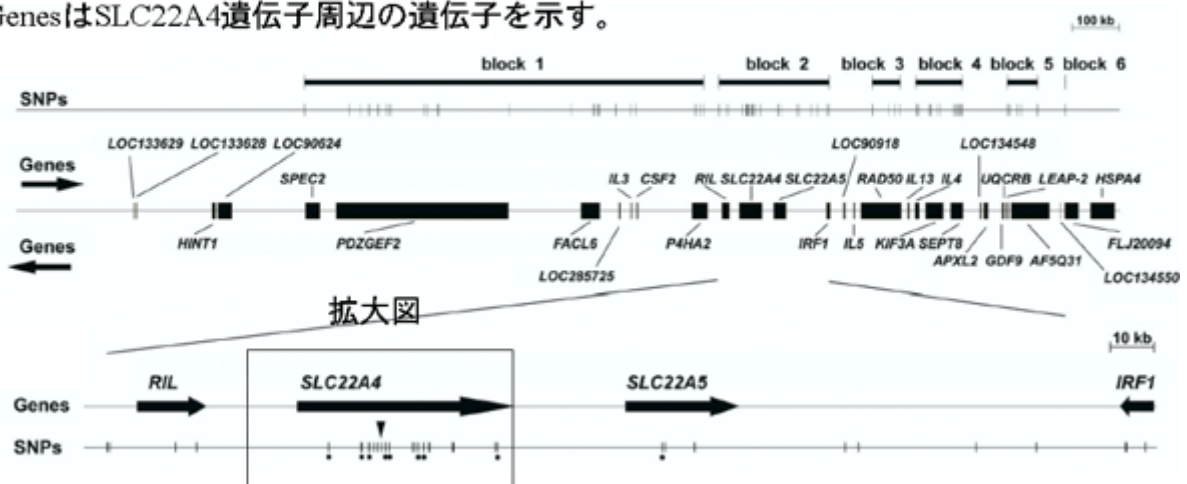 GenesはSLC22A4遺伝子周辺の遺伝子を示す。
100 kb
block 1 block 2 block 3 block 4 block 5 block 6
SNPs
LOC133629 LOC133628 LOC90624 LOC90918 LOC134548
Genes
SPEC2 IL3 CSF2 RIL SLC22A4 SLC22A5 RAD50 IL13 IL4 UQCRB LEAP-2 HSPA4
HINT1 PDZGEF2 FACL6 P4HA2 IRF1 IL5 KIF3A SEPT8 FLJ20094
Genes
APXL2 GDF9 AF5Q31
LOC285725 LOC134550
拡大図
10 kb
RIL SLC22A4 SLC22A5 IRF1
Genes
SNPs